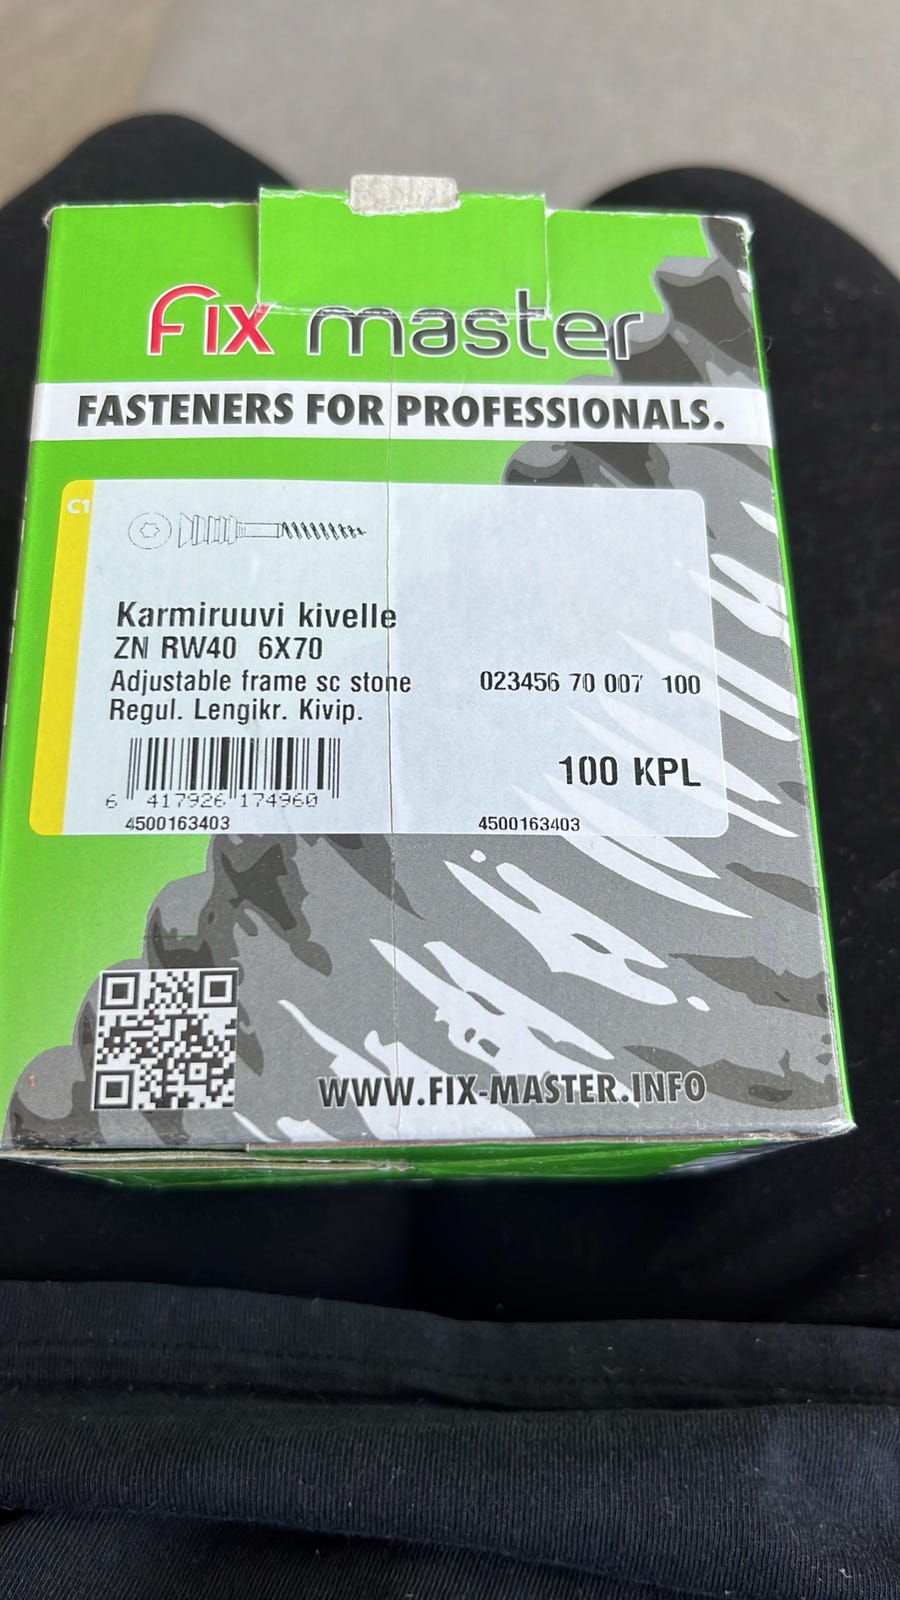 Fix master
FASTENERS FOR PROFESSIONALS.
C1
Karmiruuvi kivelle
ZN RW40 6X70
Adjustable frame sc stone
Regul. Lengikr. Kivip.
023456 70 007 100
100 KPL
6 417926 174960
4500163403
4500163403
WWW.FIX-MASTER.INFO